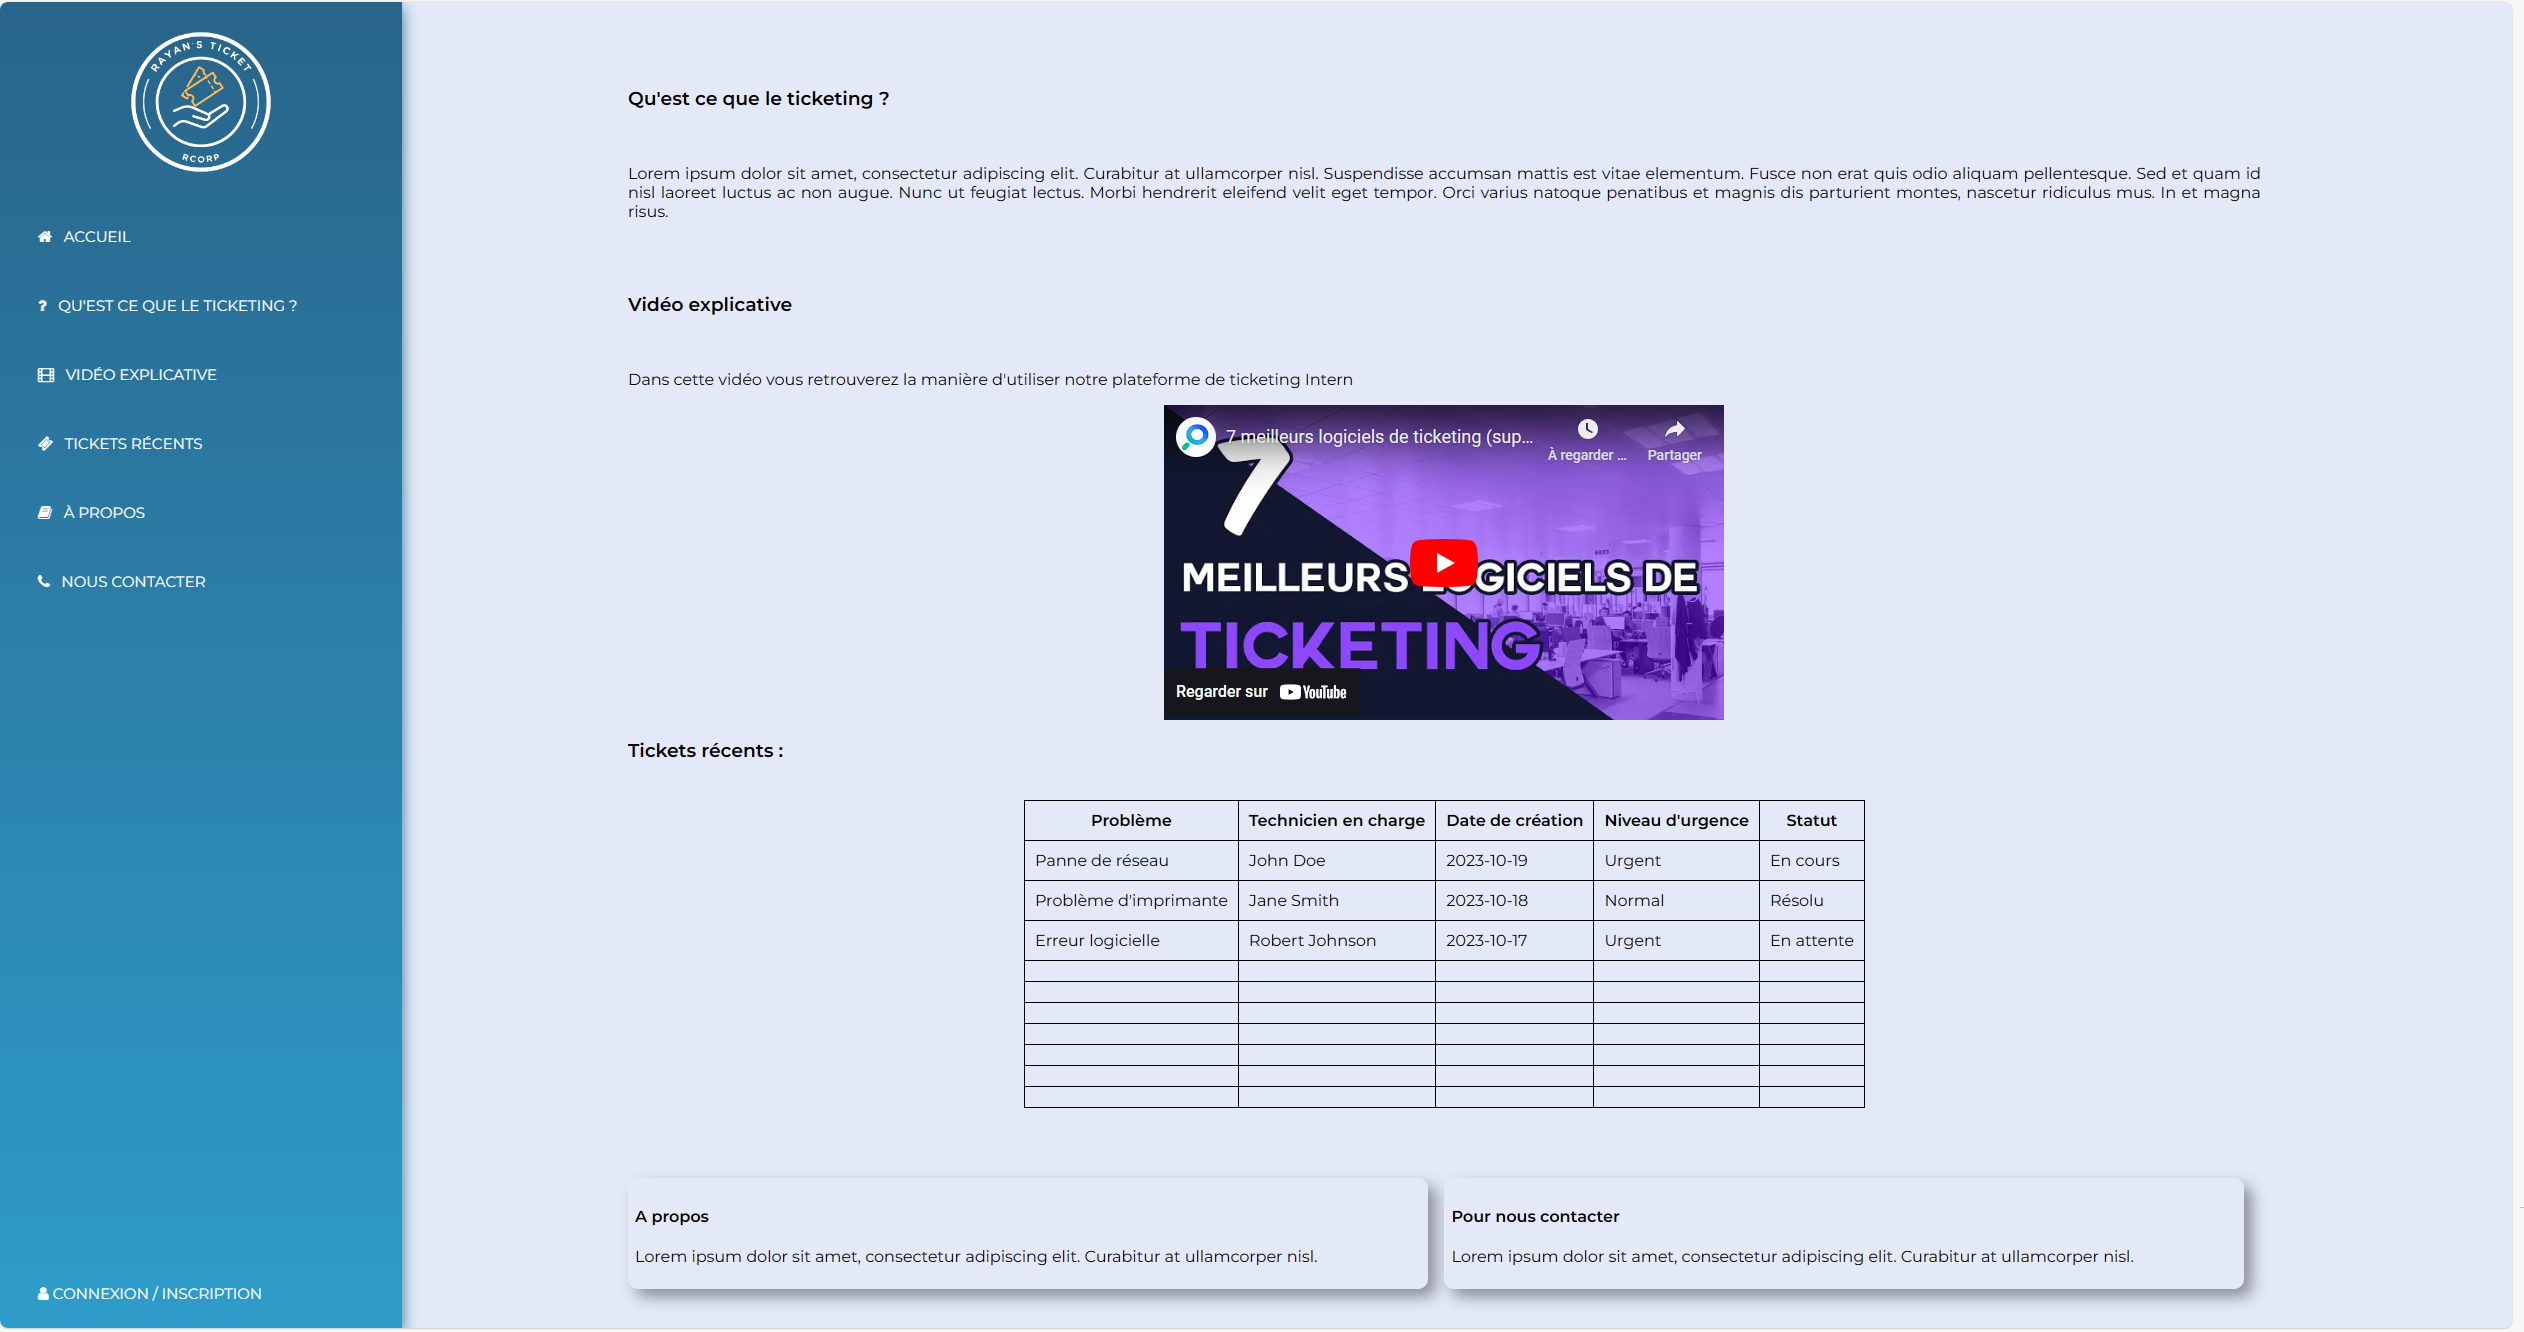 RAYAN'S TICKET
RCORP
ACCUEIL
? QU'EST CE QUE LE TICKETING ?
VIDÉO EXPLICATIVE
TICKETS RÉCENTS
À PROPOS
NOUS CONTACTER
CONNEXION / INSCRIPTION
Qu'est ce que le ticketing ?
Lorem ipsum dolor sit amet, consectetur adipiscing elit. Curabitur at ullamcorper nisl. Suspendisse accumsan mattis est vitae elementum. Fusce non erat quis odio aliquam pellentesque. Sed et quam id
nisl laoreet luctus ac non augue. Nunc ut feugiat lectus. Morbi hendrerit eleifend velit eget tempor. Orci varius natoque penatibus et magnis dis parturient montes, nascetur ridiculus mus. In et magna
risus.
Vidéo explicative
Dans cette vidéo vous retrouverez la manière d'utiliser notre plateforme de ticketing Intern
7 meilleurs logiciels de ticketing (sup...
À regarder ... Partager
7
MEILLEURS LOGICIELS DE
TICKETING
Regarder sur YouTube
Tickets récents :
Problème Technicien en charge Date de création Niveau d'urgence Statut
Panne de réseau John Doe 2023-10-19 Urgent En cours
Problème d'imprimante Jane Smith 2023-10-18 Normal Résolu
Erreur logicielle Robert Johnson 2023-10-17 Urgent En attente
A propos
Lorem ipsum dolor sit amet, consectetur adipiscing elit. Curabitur at ullamcorper nisl.
Pour nous contacter
Lorem ipsum dolor sit amet, consectetur adipiscing elit. Curabitur at ullamcorper nisl.